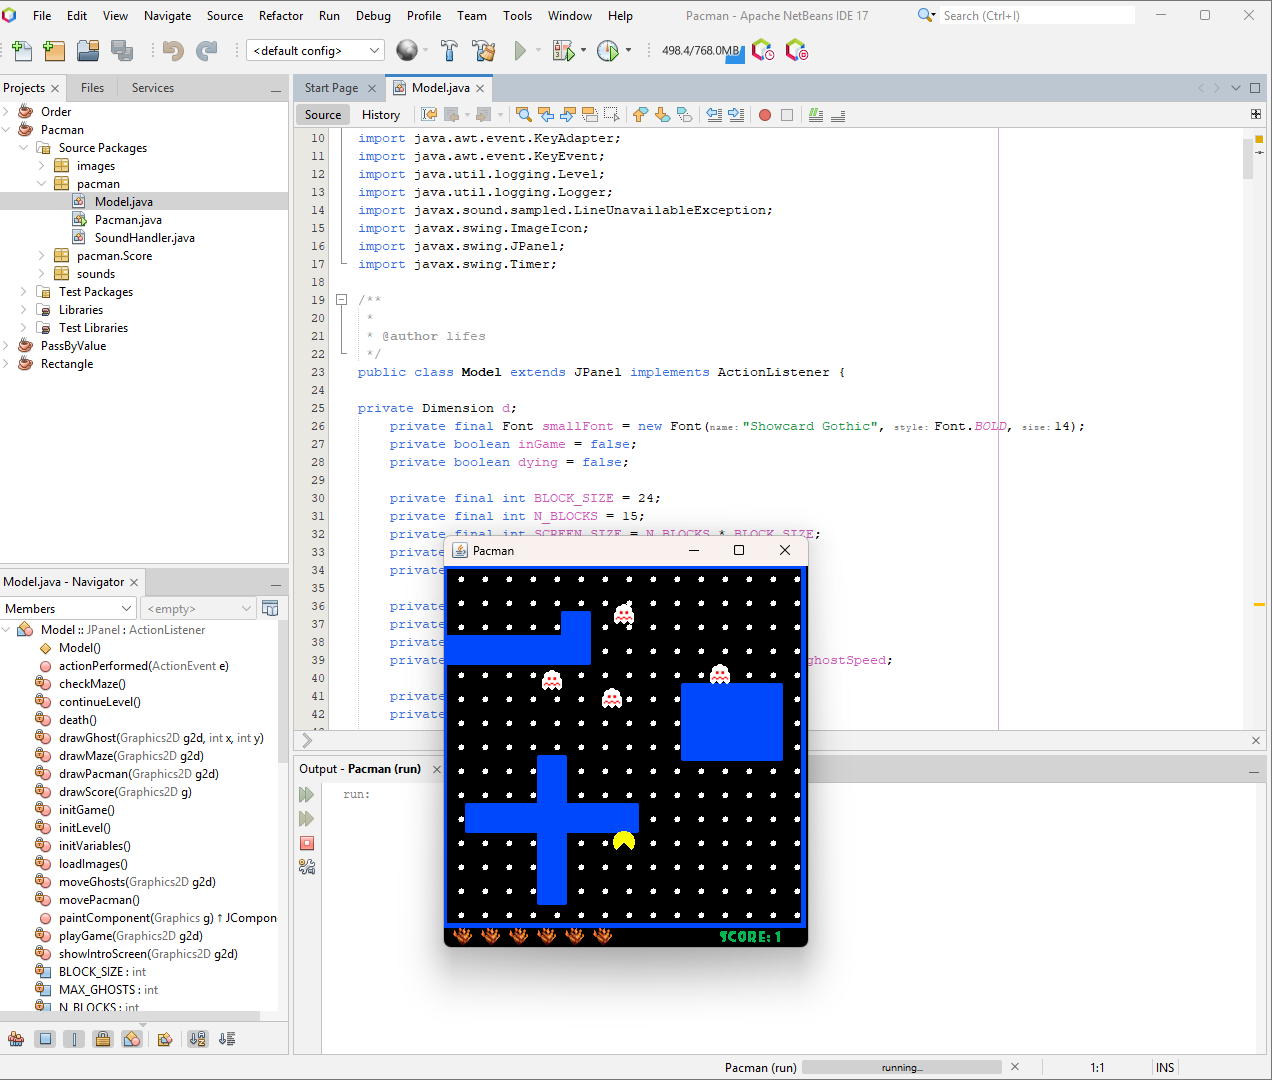 File Edit View Navigate Source Refactor Run Debug Profile Team Tools Window Help Pacman - Apache NetBeans IDE 17 Search (Ctrl+I)
<default config> 498.4/768.0MB
Projects Files Services
Order
Pacman
Source Packages
images
pacman
Model.java
Pacman.java
SoundHandler.java
pacman.Score
sounds
Test Packages
Libraries
Test Libraries
PassByValue
Rectangle
Model.java - Navigator
Members <empty>
Model :: JPanel : ActionListener
Model()
actionPerformed(ActionEvent e)
checkMaze()
continueLevel()
death()
drawGhost(Graphics2D g2d, int x, int y)
drawMaze(Graphics2D g2d)
drawPacman(Graphics2D g2d)
drawScore(Graphics2D g)
initGame()
initLevel()
initVariables()
loadImages()
moveGhosts(Graphics2D g2d)
movePacman()
paintComponent(Graphics g) ↑ JCompon
playGame(Graphics2D g2d)
showIntroScreen(Graphics2D g2d)
BLOCK_SIZE : int
MAX_GHOSTS : int
N_BLOCKS : int
Start Page Model.java
Source History
10 import java.awt.event.KeyAdapter;
11 import java.awt.event.KeyEvent;
12 import java.util.logging.Level;
13 import java.util.logging.Logger;
14 import javax.sound.sampled.LineUnavailableException;
15 import javax.swing.ImageIcon;
16 import javax.swing.JPanel;
17 import javax.swing.Timer;
18
19 /**
20 *
21 * @author lifes
22 */
23 public class Model extends JPanel implements ActionListener {
24
25 private Dimension d;
26 private final Font smallFont = new Font(name: "Showcard Gothic", style: Font.BOLD, size: 14);
27 private boolean inGame = false;
28 private boolean dying = false;
29
30 private final int BLOCK_SIZE = 24;
31 private final int N_BLOCKS = 15;
32 private final int SCREEN_SIZE = N_BLOCKS * BLOCK_SIZE;
33 private
34 private
35
36 private
37 private
38 private
39 private ghostSpeed;
40
41 private
42 private
Pacman
SCORE: 1
Output - Pacman (run)
run:
Pacman (run) running... 1:1 INS